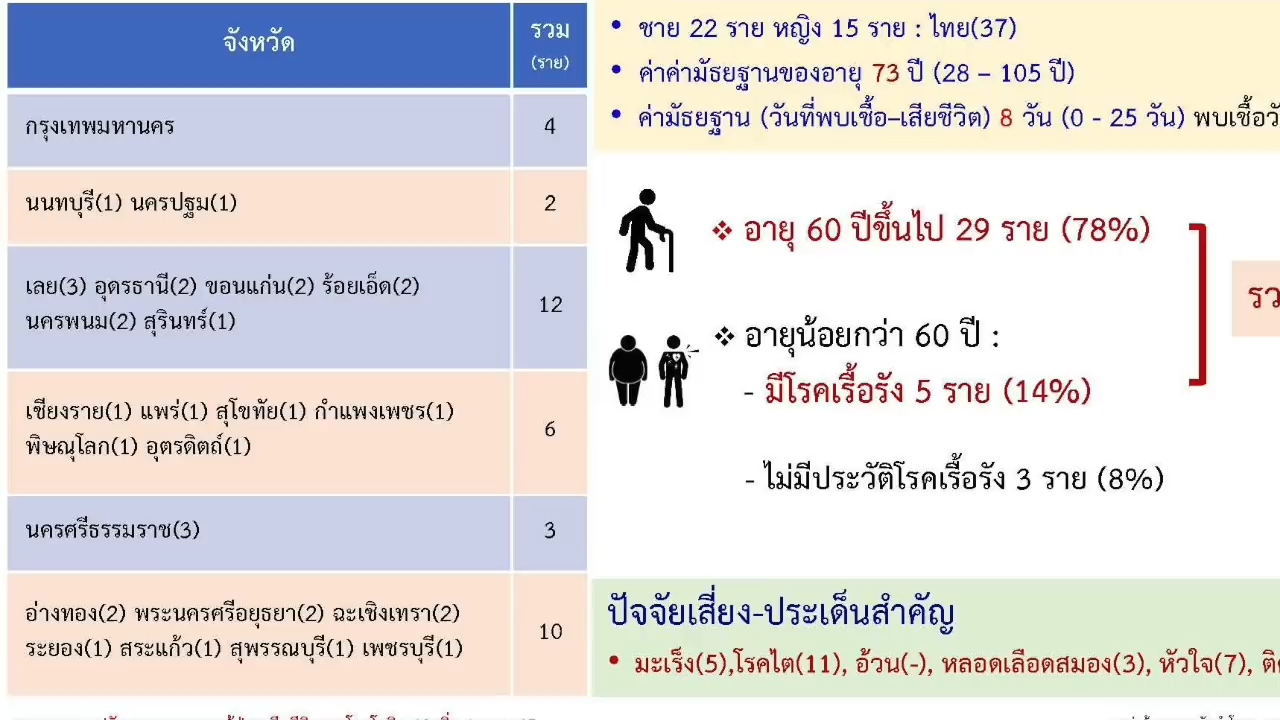 จังหวัด
รวม
(ราย)
กรุงเทพมหานคร
4
นนทบุรี(1) นครปฐม(1)
2
เลย(3) อุดรธานี(2) ขอนแก่น(2) ร้อยเอ็ด(2)
นครพนม(2) สุรินทร์(1)
12
เชียงราย(1) แพร่(1) สุโขทัย(1) กำแพงเพชร(1)
พิษณุโลก(1) อุตรดิตถ์(1)
6
นครศรีธรรมราช(3)
3
อ่างทอง(2) พระนครศรีอยุธยา(2) ฉะเชิงเทรา(2)
ระยอง(1) สระแก้ว(1) สุพรรณบุรี(1) เพชรบุรี(1)
10
• ชาย 22 ราย หญิง 15 ราย : ไทย(37)
• ค่าค่ามัธยฐานของอายุ 73 ปี (28 – 105 ปี)
• ค่ามัธยฐาน (วันที่พบเชื้อ–เสียชีวิต) 8 วัน (0 - 25 วัน) พบเชื้อ
❖ อายุ 60 ปีขึ้นไป 29 ราย (78%)
❖ อายุน้อยกว่า 60 ปี :
- มีโรคเรื้อรัง 5 ราย (14%)
- ไม่มีประวัติโรคเรื้อรัง 3 ราย (8%)
ปัจจัยเสี่ยง-ประเด็นสำคัญ
• มะเร็ง(5),โรคไต(11), อ้วน(-), หลอดเลือดสมอง(3), หัวใจ(7),